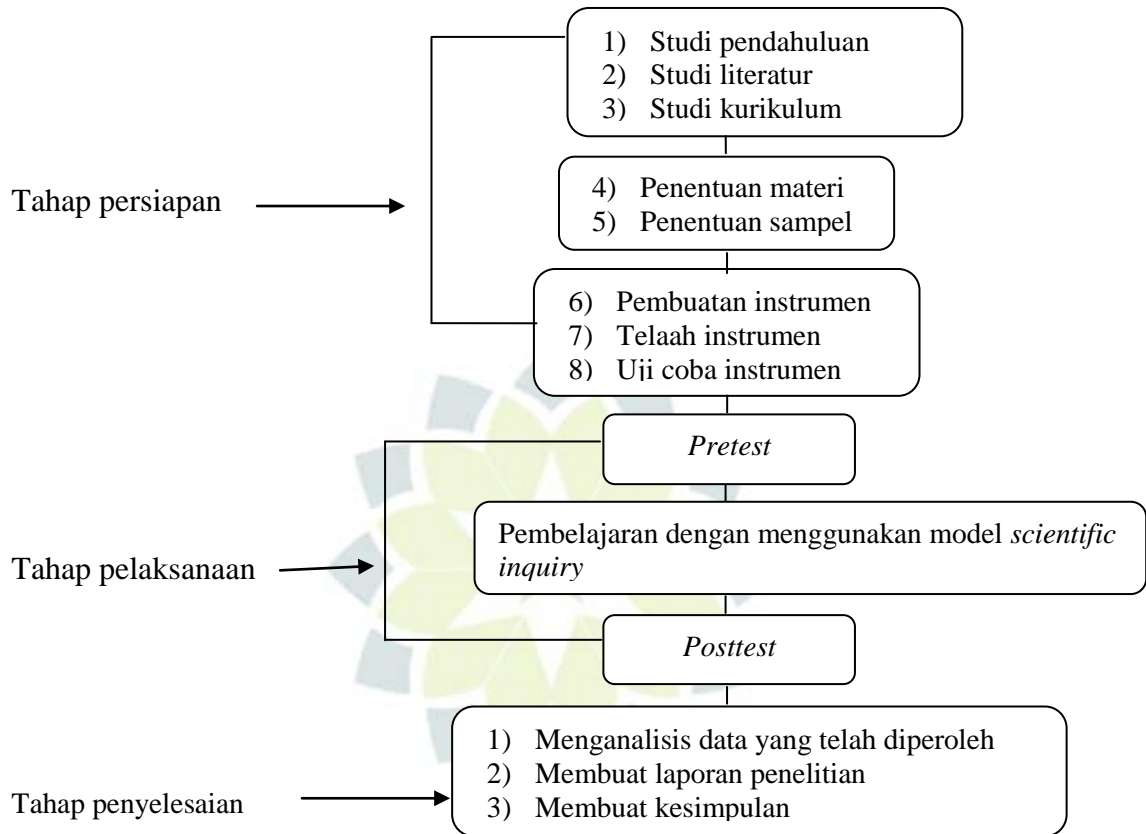 1) Studi pendahuluan
2) Studi literatur
3) Studi kurikulum
Tahap persiapan
4) Penentuan materi
5) Penentuan sampel
6) Pembuatan instrumen
7) Telaah instrumen
8) Uji coba instrumen
Pretest
Tahap pelaksanaan
Pembelajaran dengan menggunakan model scientific
inquiry
Posttest
Tahap penyelesaian
1) Menganalisis data yang telah diperoleh
2) Membuat laporan penelitian
3) Membuat kesimpulan